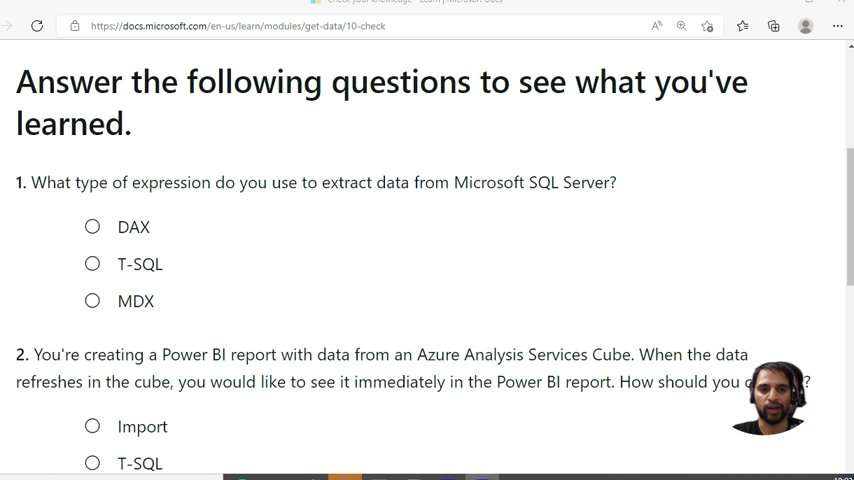 https://docs.microsoft.com/en-us/learn/modules/get-data/10-check
Answer the following questions to see what you've
learned.
1. What type of expression do you use to extract data from Microsoft SQL Server?
DAX
T-SQL
MDX
2. You're creating a Power BI report with data from an Azure Analysis Services Cube. When the data
refreshes in the cube, you would like to see it immediately in the Power BI report. How should you ?
Import
T-SQL